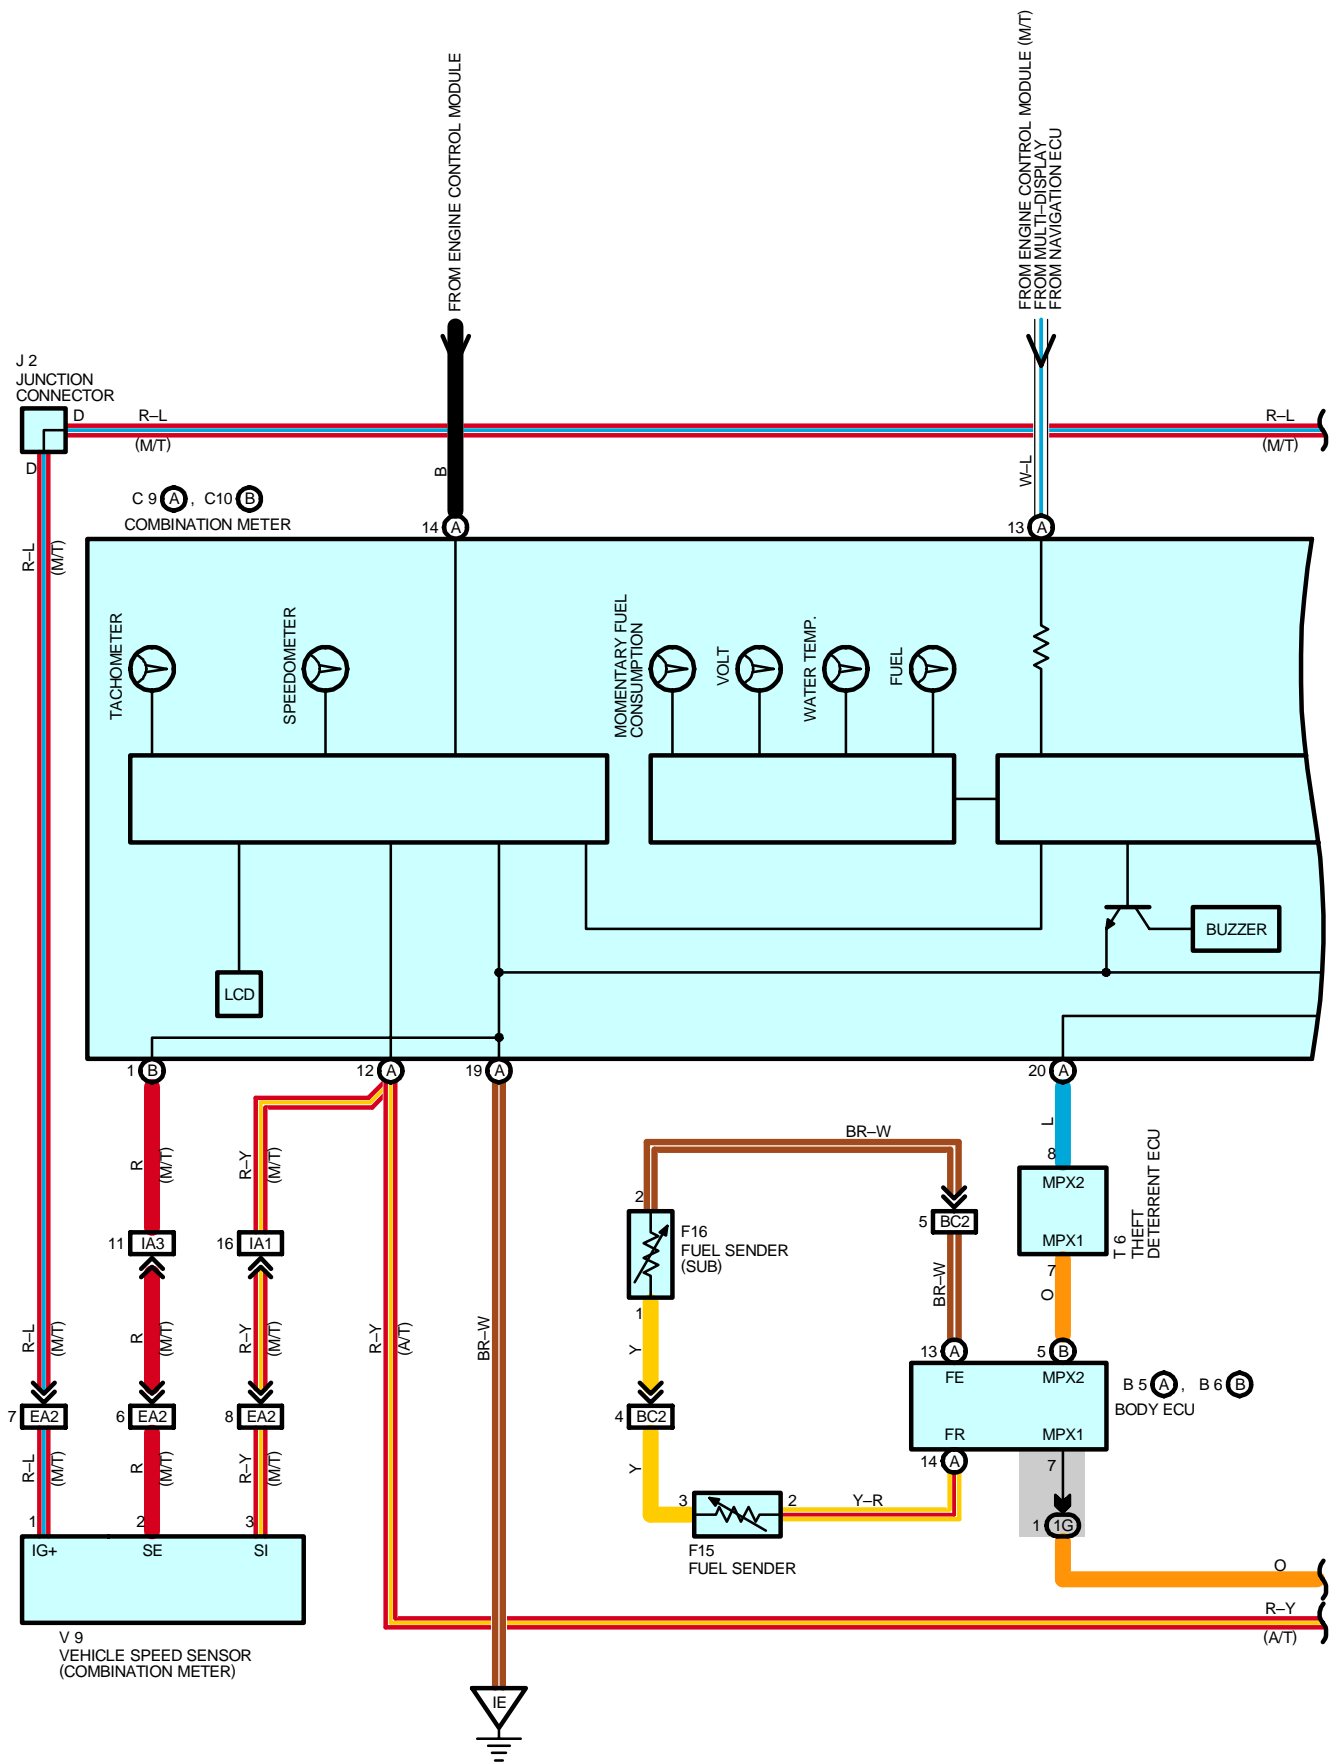 FROM ENGINE CONTROL MODULE
FROM ENGINE CONTROL MODULE (M/T)
FROM MULTI–DISPLAY
FROM NAVIGATION ECU
J 2
JUNCTION
CONNECTOR
D
R–L
(M/T)
R–L
(M/T)
D
B
W–L
C 9 A , C10 B
COMBINATION METER
14 A
13 A
R–L
(M/T)
TACHOMETER
SPEEDOMETER
MOMENTARY FUEL
CONSUMPTION
VOLT
WATER TEMP.
FUEL
BUZZER
LCD
1 B
12 A
19 A
20 A
R
(M/T)
R–Y
(M/T)
BR–W
L
8
MPX2
MPX1
7
T 6
THEFT
DETERRENT ECU
2
F16
FUEL SENDER
(SUB)
1
5 BC2
11 IA3
16 IA1
BR–W
O
R–L
(M/T)
R
(M/T)
R–Y
(M/T)
R–Y
(A/T)
BR–W
Y
13 A
5 B
FE
MPX2
B 5 A , B 6 B
BODY ECU
7 EA2
6 EA2
8 EA2
4 BC2
FR
MPX1
14 A
7
R–L
(M/T)
R
(M/T)
R–Y
(M/T)
Y
3
2
Y–R
1 1G
F15
FUEL SENDER
1
2
3
IG+
SE
SI
O
R–Y
(A/T)
V 9
VEHICLE SPEED SENSOR
(COMBINATION METER)
IE